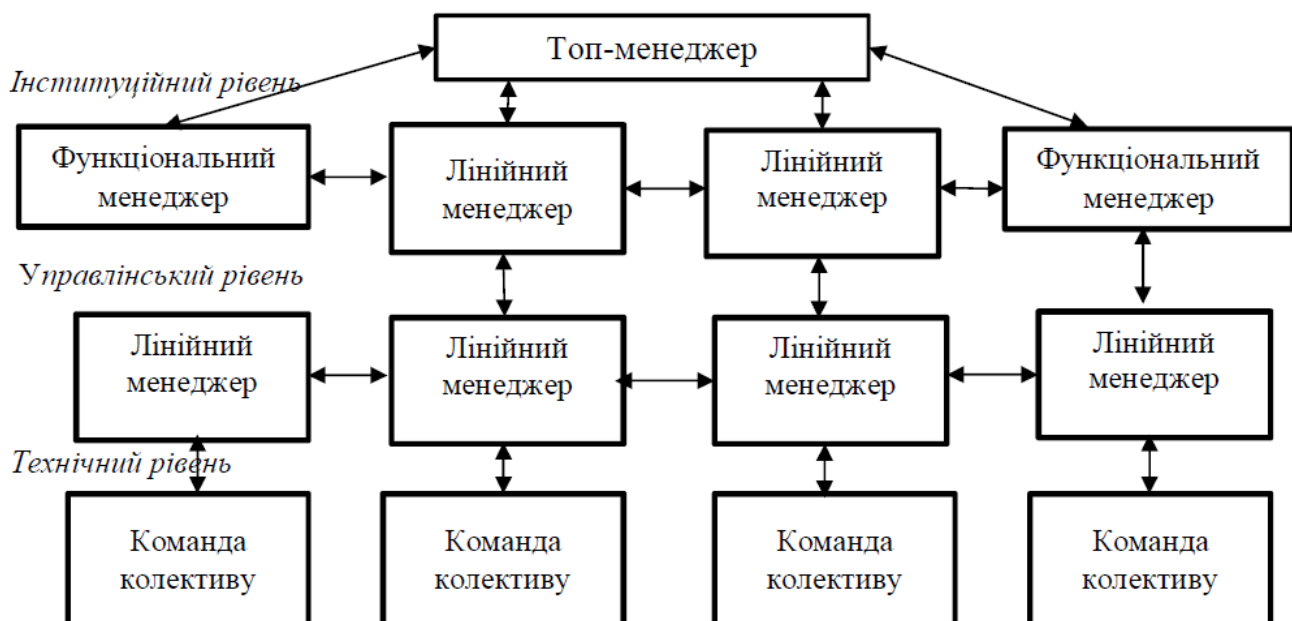 Топ-менеджер
Інституційний рівень
Функціональний
менеджер
Лінійний
менеджер
Лінійний
менеджер
Функціональний
менеджер
Управлінський рівень
Лінійний
менеджер
Лінійний
менеджер
Лінійний
менеджер
Лінійний
менеджер
Технічний рівень
Команда
колективу
Команда
колективу
Команда
колективу
Команда
колективу